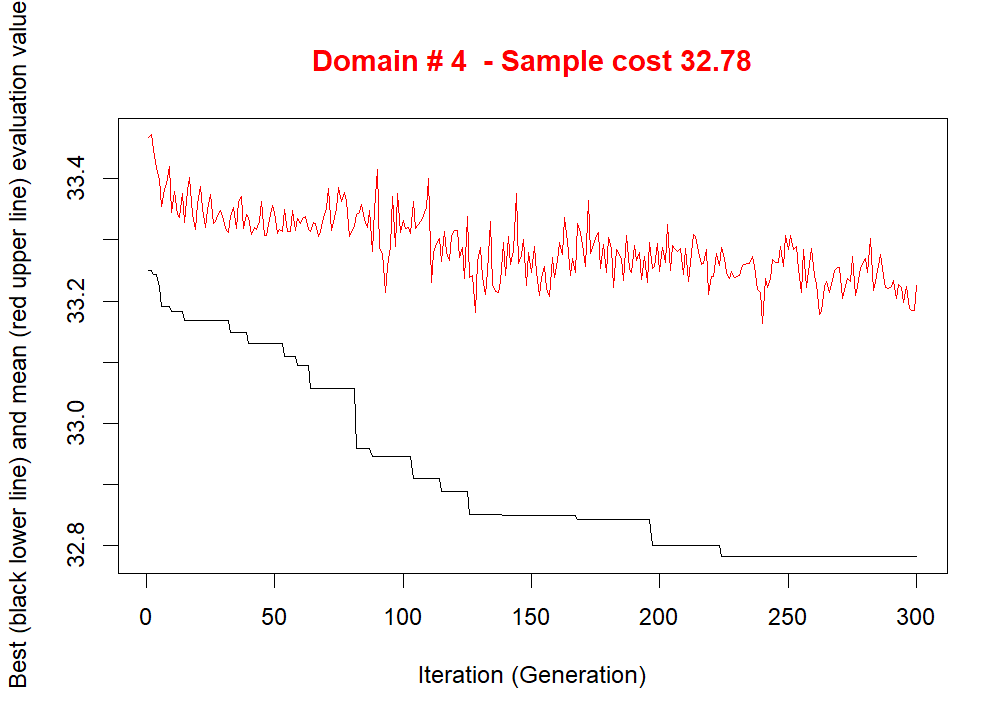 Domain # 4  - Sample cost 32.78
Best (black lower line) and mean (red upper line) evaluation value
33.4
33.2
33.0
32.8
0 50 100 150 200 250 300
Iteration (Generation)